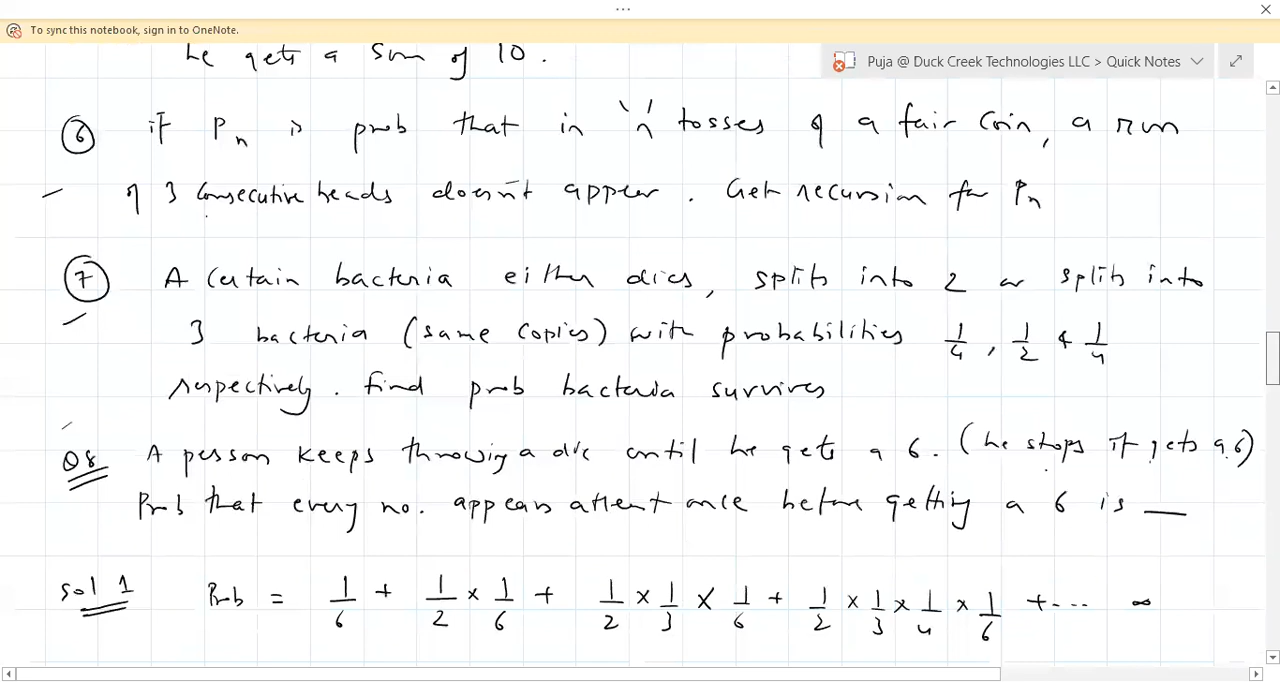 To sync this notebook, sign in to OneNote.
he gets a sum of 10.
Puja @ Duck Creek Technologies LLC > Quick Notes
⑥ if Pn is prob that in 'n' tosses of a fair coin, a run
of 3 consecutive heads doesn't appear. Get recursion for Pn
⑦ A certain bacteria either dies, splits into 2 or splits into
3 bacteria (same copies) with probabilities 1/4, 1/2 & 1/4
respectively. find prob bacteria survives
Q8 A person keeps throwing a die until he gets a 6. (he stops if gets a 6)
Prob that every no. appears atleast once before getting a 6 is __
Sol 1 Prob = 1/6 + 1/2 × 1/6 + 1/2 × 1/3 × 1/6 + 1/2 × 1/3 × 1/4 × 1/6 + ... ∞